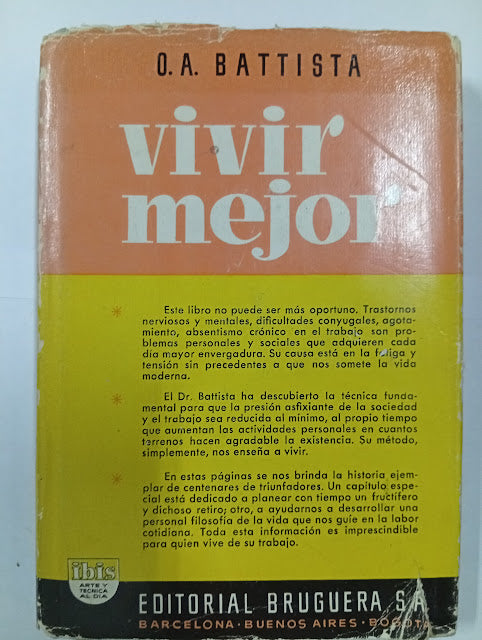 O. A. BATTISTA
vivir
mejor
* Este libro no puede ser más oportuno. Trastornos
nerviosos y mentales, dificultades conyugales, agota-
miento, absentismo crónico en el trabajo son pro-
blemas personales y sociales que adquieren cada
día mayor envergadura. Su causa está en la fatiga y
tensión sin precedentes a que nos somete la vida
moderna.
* El Dr. Battista ha descubierto la técnica funda-
mental para que la presión asfixiante de la sociedad
y el trabajo sea reducida al mínimo, al propio tiempo
que aumentan las actividades personales en cuantos
terrenos hacen agradable la existencia. Su método,
simplemente, nos enseña a vivir.
* En estas páginas se nos brinda la historia ejem-
plar de centenares de triunfadores. Un capítulo espe-
cial está dedicado a planear con tiempo un fructífero
y dichoso retiro; otro, a ayudarnos a desarrollar una
personal filosofía de la vida que nos guíe en la labor
cotidiana. Toda esta información es imprescindible
para quien vive de su trabajo.
ibis
ARTE Y
TECNICA
AL DIA
EDITORIAL BRUGUERA S.A.
BARCELONA · BUENOS AIRES · BOGOTA